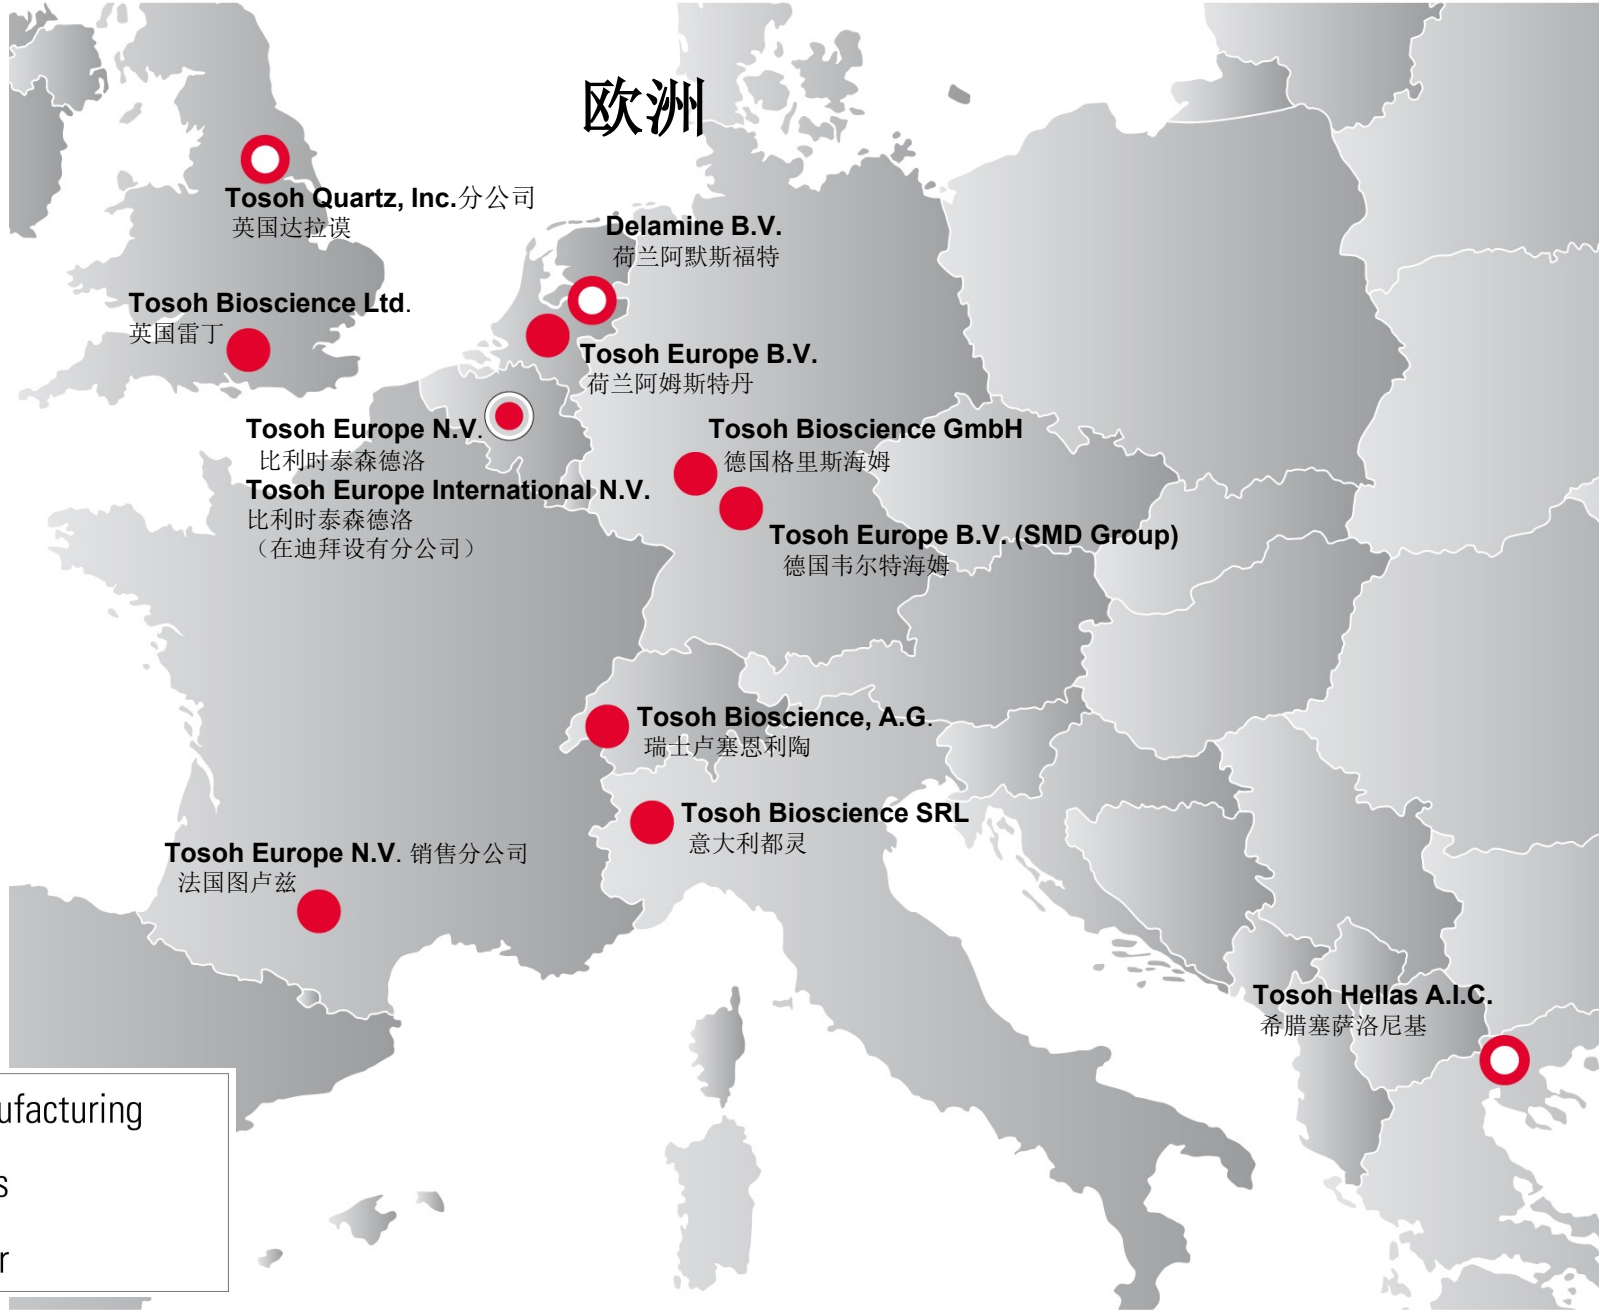 欧洲
Tosoh Quartz, Inc.分公司
英国达拉谟
Delamine B.V.
荷兰阿默斯福特
Tosoh Bioscience Ltd.
英国雷丁
Tosoh Europe B.V.
荷兰阿姆斯特丹
Tosoh Europe N.V.
比利时泰森德洛
Tosoh Europe International N.V.
比利时泰森德洛
（在迪拜设有分公司）
Tosoh Bioscience GmbH
德国格里斯海姆
Tosoh Europe B.V. (SMD Group)
德国韦尔特海姆
Tosoh Bioscience, A.G.
瑞士卢塞恩利陶
Tosoh Bioscience SRL
意大利都灵
Tosoh Europe N.V. 销售分公司
法国图卢兹
Tosoh Hellas A.I.C.
希腊塞萨洛尼基
ufacturing
s
r